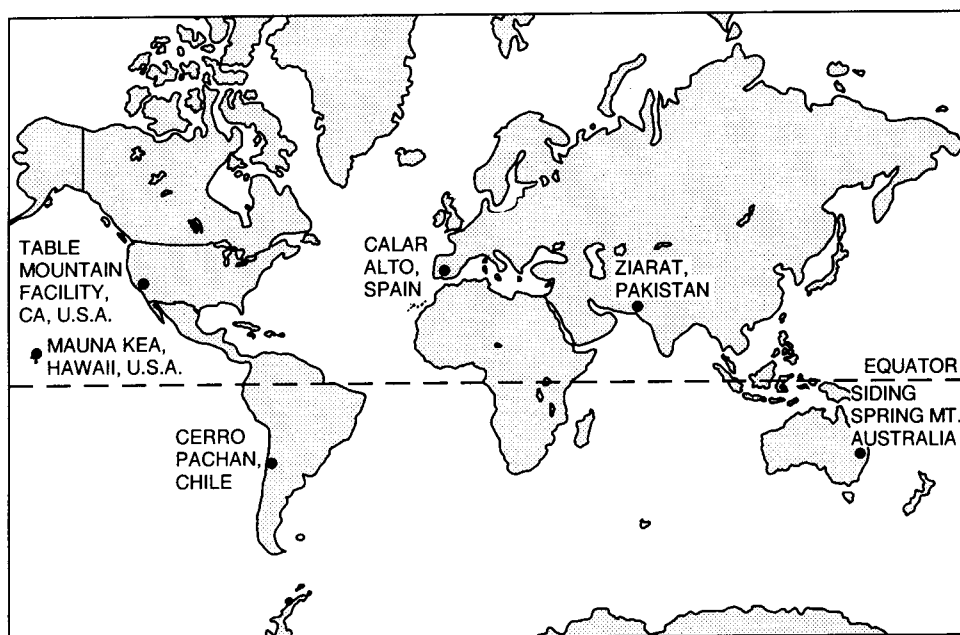 TABLE
MOUNTAIN
FACILITY,
CA, U.S.A.
MAUNA KEA,
HAWAII, U.S.A.
CERRO
PACHAN,
CHILE
CALAR
ALTO,
SPAIN
ZIARAT,
PAKISTAN
EQUATOR
SIDING
SPRING MT.
AUSTRALIA